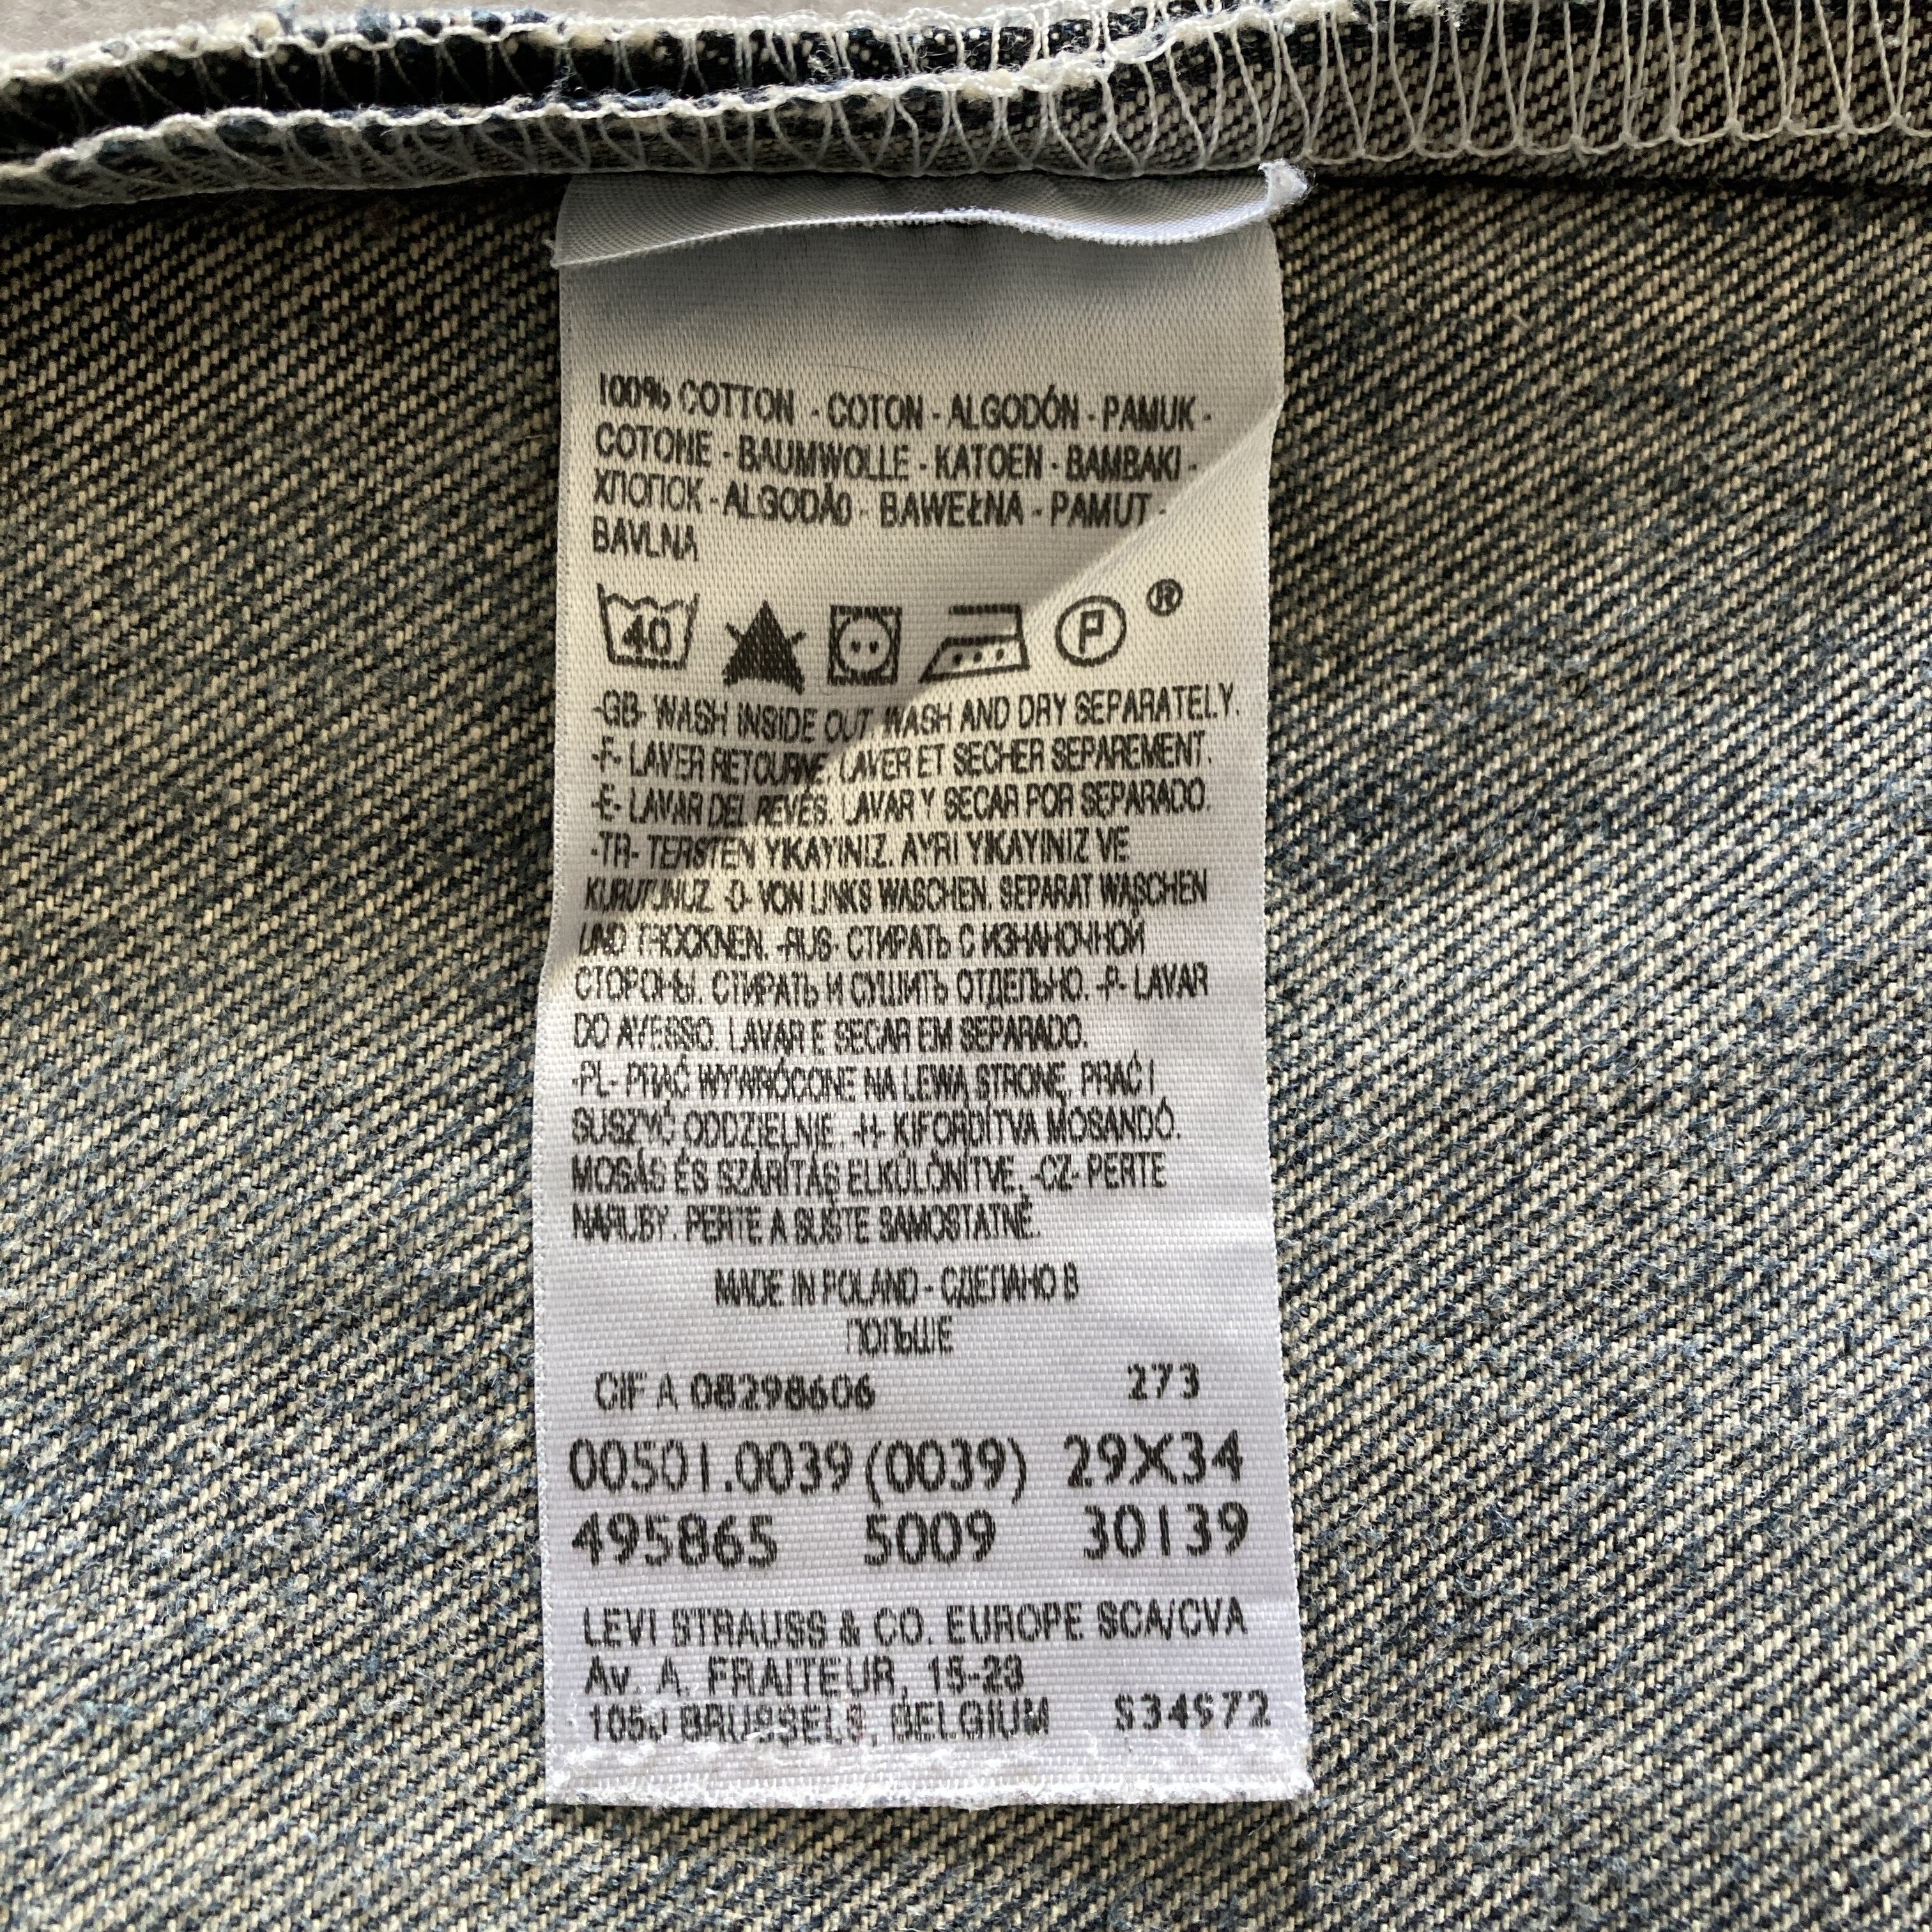 100% COTTON - COTON - ALGODÓN - PAMUK -
COTONE - BAUMWOLLE - KATOEN - BAMBAKI -
ХЛОПОК - ALGODÃO - BAWEŁNA - PAMUT -
BAVLNA
40 P ®
-GB- WASH INSIDE OUT. WASH AND DRY SEPARATELY.
-F- LAVER RETOURNE. LAVER ET SECHER SEPAREMENT.
-E- LAVAR DEL REVÉS. LAVAR Y SECAR POR SEPARADO.
-TR- TERSTEN YIKAYINIZ. AYRI YIKAYINIZ VE
KURUTUNUZ. -D- VON LINKS WASCHEN. SEPARAT WASCHEN
UND TROCKNEN. -RUS- СТИРАТЬ С ИЗНАНОЧНОЙ
СТОРОНЫ. СТИРАТЬ И СУШИТЬ ОТДЕЛЬНО. -P- LAVAR
DO AVESSO. LAVAR E SECAR EM SEPARADO.
-PL- PRAĆ WYWRÓCONE NA LEWA STRONĘ. PRAĆ I
SUSZYĆ ODDZIELNIE. -H- KIFORDÍTVA MOSANDÓ.
MOSÁS ÉS SZÁRÍTÁS ELKÜLÖNÍTVE. -CZ- PERTE
NARUBY. PERTE A SUSTE SAMOSTATNĚ.
MADE IN POLAND - СДЕЛАНО В
ПОЛЬШЕ
CIF A 08298606 273
00501.0039 (0039) 29X34
495865 5009 30139
LEVI STRAUSS & CO. EUROPE SCA/CVA
Av. A. FRAITEUR, 15-23
1050 BRUSSELS, BELGIUM S34S72